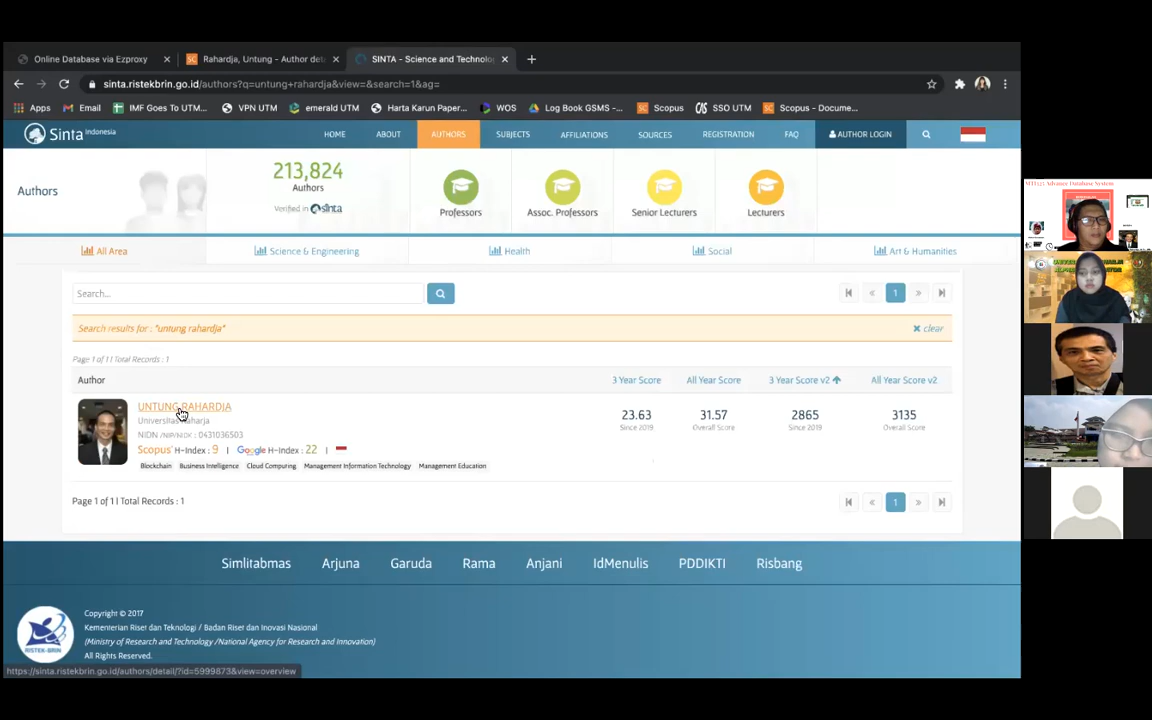 Online Database via Ezproxy
Rahardja, Untung - Author det
SINTA - Science and Technolo
sinta.ristekbrin.go.id/authors?q=untung+rahardja&view=&search=1&ag=
Apps
Email
IMF Goes To UTM...
VPN UTM
emerald UTM
Harta Karun Paper...
WOS
Log Book GSMS -...
Scopus
SSO UTM
Scopus - Docume...
Sinta Indonesia
HOME
ABOUT
AUTHORS
SUBJECTS
AFFILIATIONS
SOURCES
REGISTRATION
FAQ
AUTHOR LOGIN
Authors
213,824
Authors
Verified in sinta
Professors
Assoc. Professors
Senior Lecturers
Lecturers
All Area
Science & Engineering
Health
Social
Art & Humanities
Search...
1
Search results for : "untung rahardja"
clear
Page 1 of 1 | Total Records : 1
Author
3 Year Score
All Year Score
3 Year Score v2
All Year Score v2
UNTUNG RAHARDJA
Universitas Raharja
NIDN /NIP/NIDK : 0431036503
Scopus H-Index : 9 | Google H-Index : 22 |
Blockchain Business Intelligence Cloud Computing Management Information Technology Management Education
23.63
Since 2019
31.57
Overall Score
2865
Since 2019
3135
Overall Score
Page 1 of 1 | Total Records : 1
1
Simlitabmas
Arjuna
Garuda
Rama
Anjani
IdMenulis
PDDIKTI
Risbang
RISTEK-BRIN
Copyright © 2017
Kementerian Riset dan Teknologi / Badan Riset dan Inovasi Nasional
(Ministry of Research and Technology /National Agency for Research and Innovation)
All Rights Reserved.
https://sinta.ristekbrin.go.id/authors/detail/?id=5999873&view=overview
Advance Database System